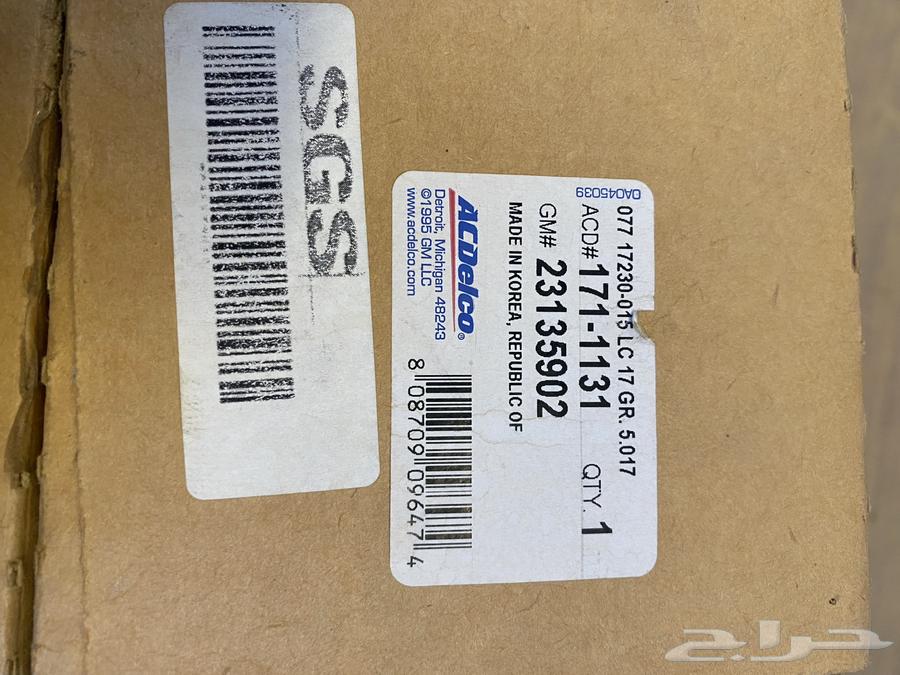 SGS
0A045039
077 17230-015 LC 17 GR. 5.017
ACD# 171-1131 QTY. 1
GM# 23135902
MADE IN KOREA, REPUBLIC OF
ACDelco®
Detroit, Michigan 48243
©1995 GM LLC
www.acdelco.com
8 08709 09647 4
حراج